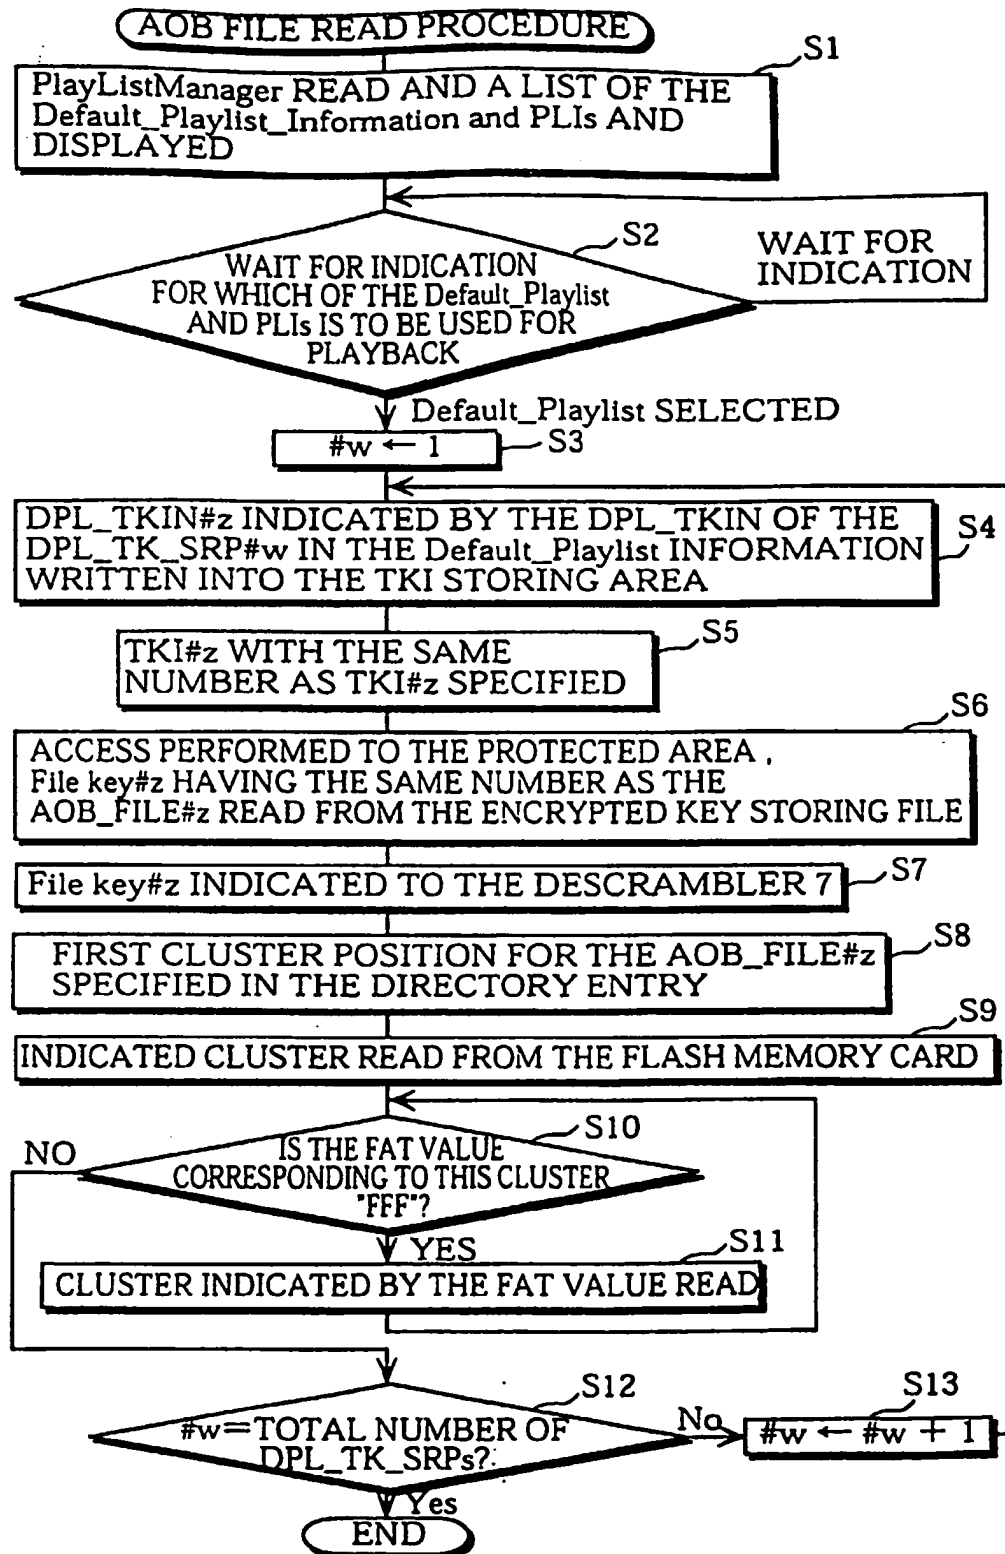 AOB FILE READ PROCEDURE
S1
PlayListManager READ AND A LIST OF THE
Default_Playlist_Information and PLIs AND
DISPLAYED
S2
WAIT FOR
INDICATION
WAIT FOR INDICATION
FOR WHICH OF THE Default_Playlist
AND PLIs IS TO BE USED FOR
PLAYBACK
Default_Playlist SELECTED
#w ← 1
S3
DPL_TKIN#z INDICATED BY THE DPL_TKIN OF THE
DPL_TK_SRP#w IN THE Default_Playlist INFORMATION
WRITTEN INTO THE TKI STORING AREA
S4
S5
TKI#z WITH THE SAME
NUMBER AS TKI#z SPECIFIED
S6
ACCESS PERFORMED TO THE PROTECTED AREA,
File key#z HAVING THE SAME NUMBER AS THE
AOB_FILE#z READ FROM THE ENCRYPTED KEY STORING FILE
File key#z INDICATED TO THE DESCRAMBLER 7
S7
FIRST CLUSTER POSITION FOR THE AOB_FILE#z
SPECIFIED IN THE DIRECTORY ENTRY
S8
S9
INDICATED CLUSTER READ FROM THE FLASH MEMORY CARD
S10
NO
IS THE FAT VALUE
CORRESPONDING TO THIS CLUSTER
"FFF"?
YES
S11
CLUSTER INDICATED BY THE FAT VALUE READ
S12
#w=TOTAL NUMBER OF
DPL_TK_SRPs?
No
S13
#w ← #w + 1
Yes
END